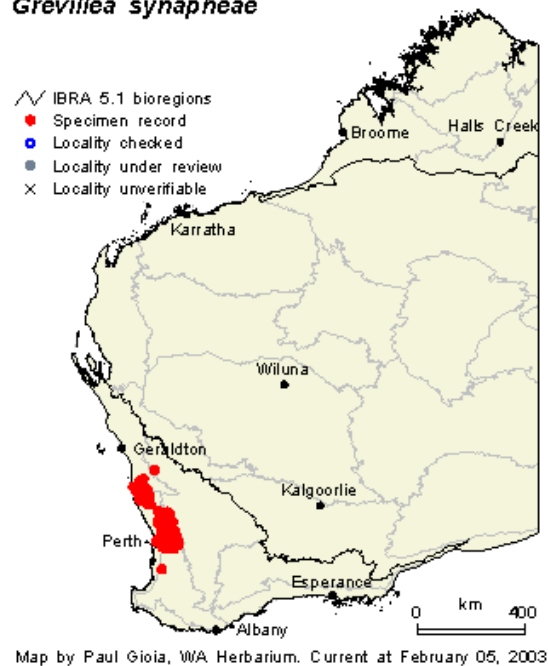 Grevillea synapheae
IBRA 5.1 bioregions
Specimen record
Locality checked
Locality under review
Locality unverifiable
Broome
Halls Creek
Karratha
Wiluna
Geraldton
Kalgoorlie
Perth
Esperance
Albany
0 km 400
Map by Paul Gioia, WA Herbarium. Current at February 05, 2003